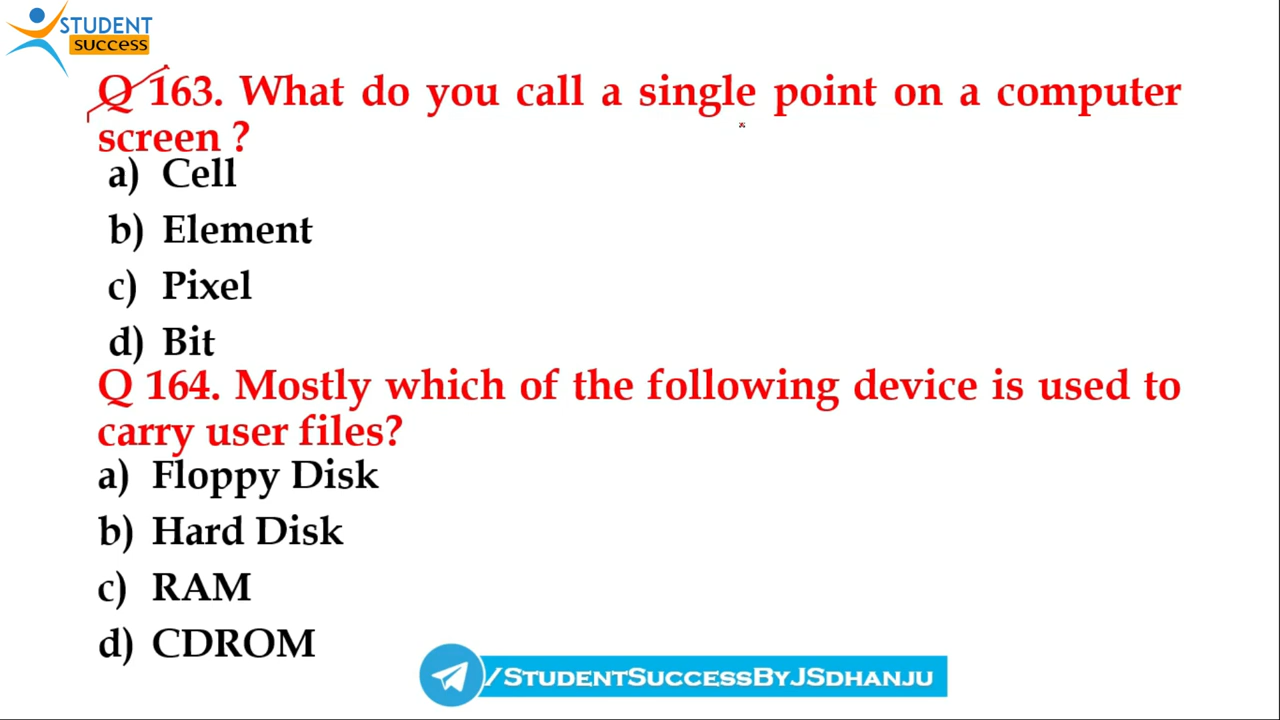 STUDENT
success
Q 163. What do you call a single point on a computer
screen ?
a) Cell
b) Element
c) Pixel
d) Bit
Q 164. Mostly which of the following device is used to
carry user files?
a) Floppy Disk
b) Hard Disk
c) RAM
d) CDROM
/StudentSuccessByJSdhanju